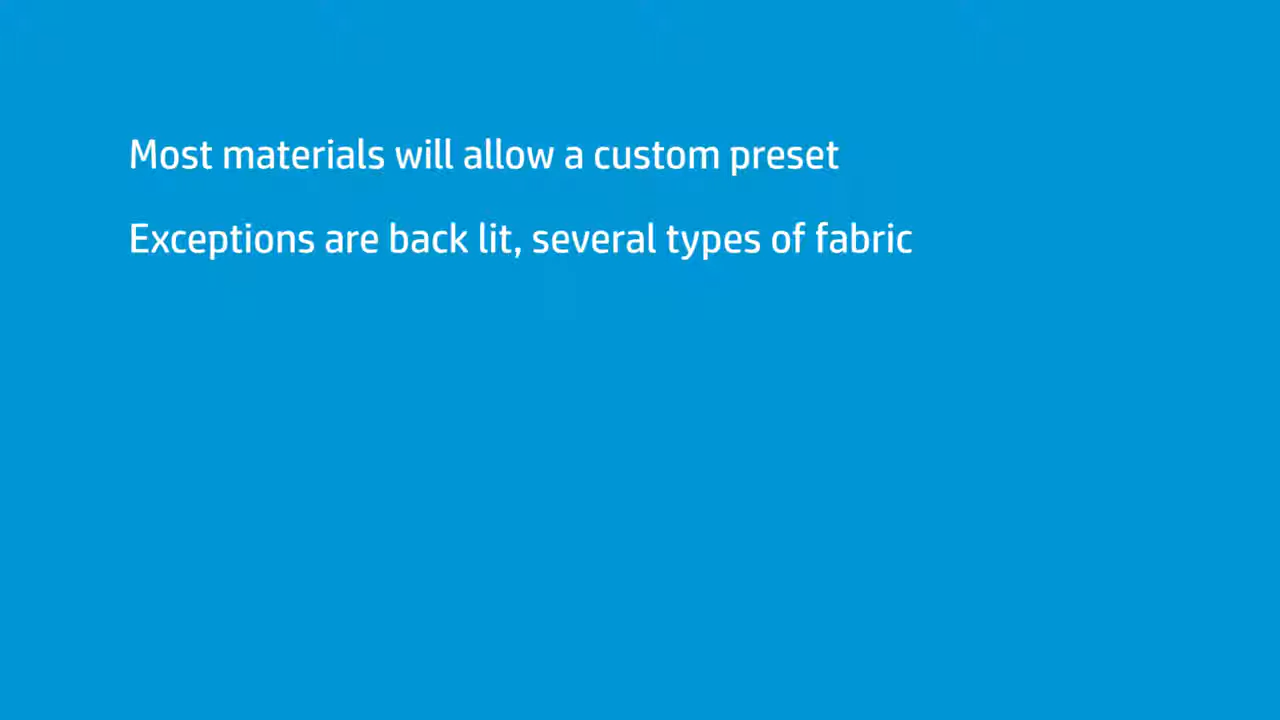 Most materials will allow a custom preset
Exceptions are back lit, several types of fabric